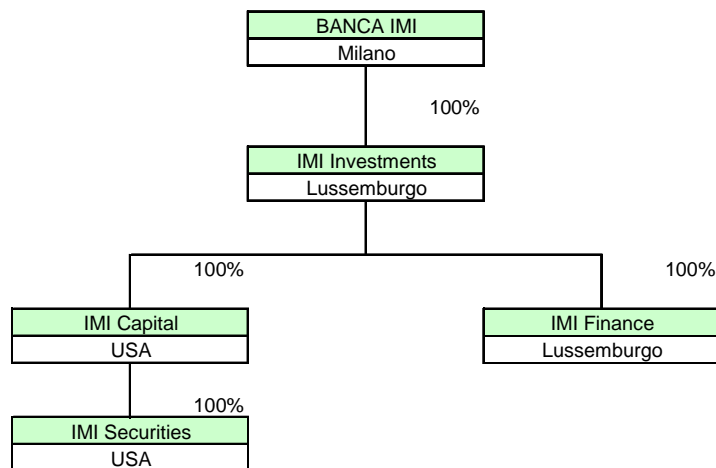 BANCA IMI
Milano
100%
IMI Investments
Lussemburgo
100%
100%
IMI Capital
USA
IMI Finance
Lussemburgo
100%
IMI Securities
USA